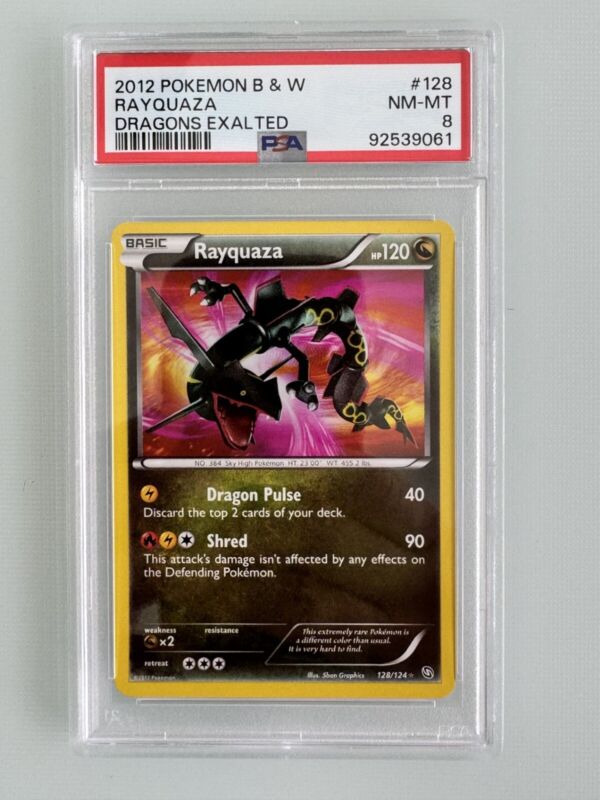 2012 POKEMON B & W #128
RAYQUAZA NM-MT
DRAGONS EXALTED 8
PSA 92539061
BASIC Rayquaza HP120
NO. 384 Sky High Pokémon HT. 23'00" WT. 455.2 lbs.
Dragon Pulse 40
Discard the top 2 cards of your deck.
Shred 90
This attack's damage isn't affected by any effects on
the Defending Pokémon.
weakness resistance
×2
This extremely rare Pokémon is
a different color than usual.
It is very hard to find.
retreat
©2012 Pokémon Illus. Shin Graphics 128/124